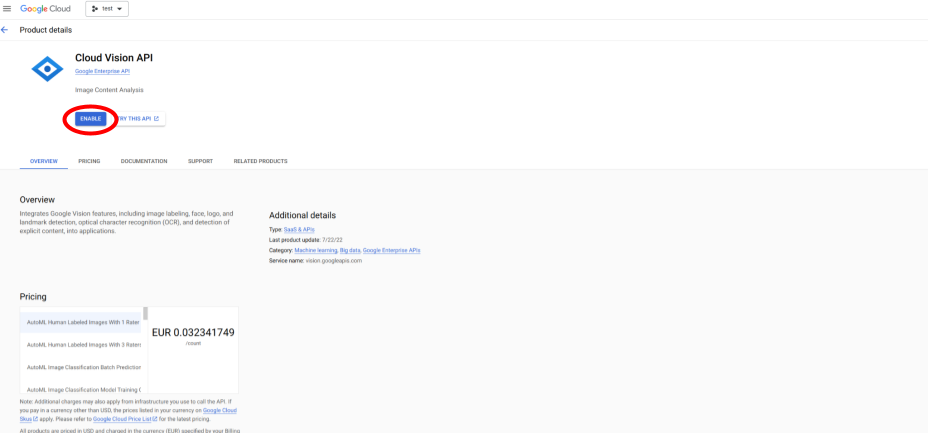 Google Cloud
test
Product details
Cloud Vision API
Google Enterprise API
Image Content Analysis
ENABLE
TRY THIS API
OVERVIEW PRICING DOCUMENTATION SUPPORT RELATED PRODUCTS
Overview
Integrates Google Vision features, including image labeling, face, logo, and
landmark detection, optical character recognition (OCR), and detection of
explicit content, into applications.
Additional details
Type: SaaS & APIs
Last product update: 7/22/22
Category: Machine learning, Big data, Google Enterprise APIs
Service name: vision.googleapis.com
Pricing
AutoML Human Labeled Images With 1 Rater
AutoML Human Labeled Images With 3 Raters
AutoML Image Classification Batch Prediction
AutoML Image Classification Model Training (
EUR 0.032341749
/count
Note: Additional charges may also apply from infrastructure you use to call the API. If
you pay in a currency other than USD, the prices listed in your currency on Google Cloud
Skus apply. Please refer to Google Cloud Price List for the latest pricing.
All products are priced in USD and charged in the currency (EUR) specified by your Billing